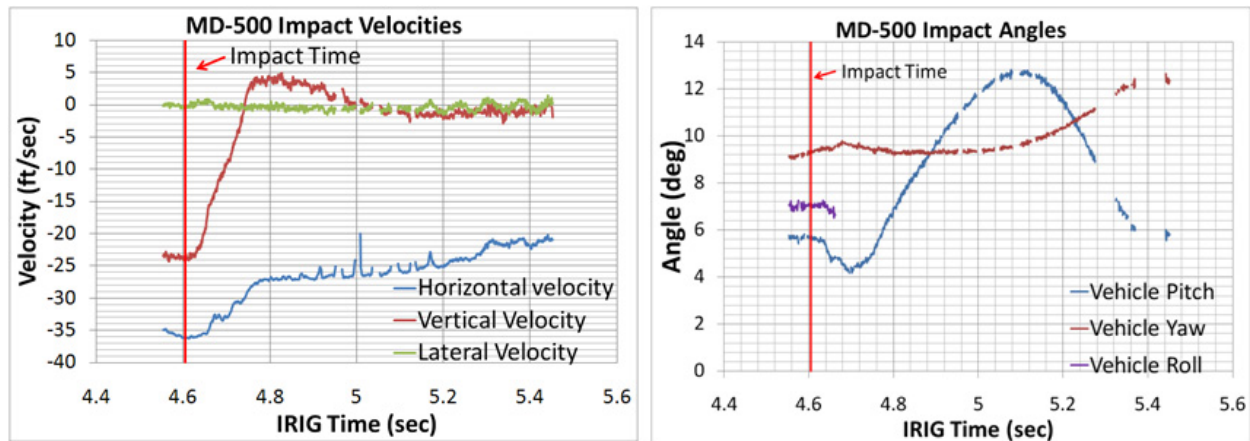 MD-500 Impact Velocities
Impact Time
Velocity (ft/sec)
10
5
0
-5
-10
-15
-20
-25
-30
-35
-40
Horizontal velocity
Vertical Velocity
Lateral Velocity
4.4 4.6 4.8 5 5.2 5.4 5.6
IRIG Time (sec)
MD-500 Impact Angles
Impact Time
Angle (deg)
14
12
10
8
6
4
2
0
Vehicle Pitch
Vehicle Yaw
Vehicle Roll
4.4 4.6 4.8 5 5.2 5.4 5.6
IRIG Time (sec)